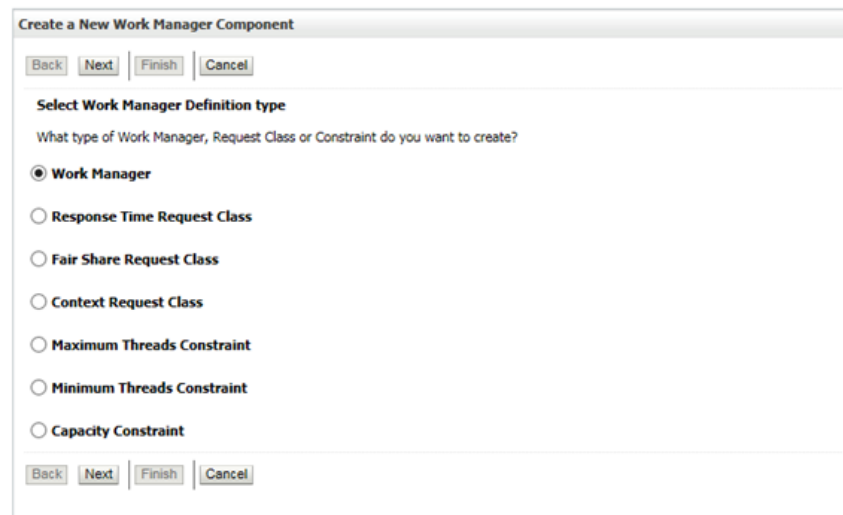 Create a New Work Manager Component
Back Next Finish Cancel
Select Work Manager Definition type
What type of Work Manager, Request Class or Constraint do you want to create?
Work Manager
Response Time Request Class
Fair Share Request Class
Context Request Class
Maximum Threads Constraint
Minimum Threads Constraint
Capacity Constraint
Back Next Finish Cancel